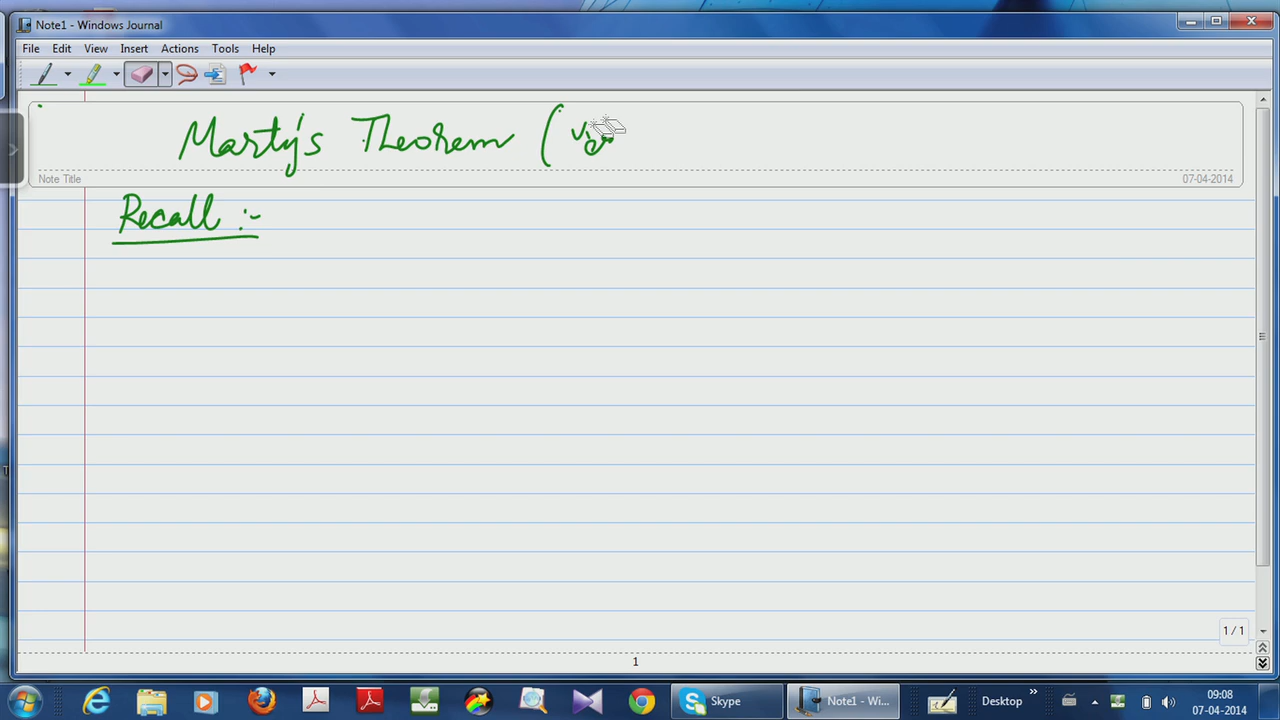 Note1 - Windows Journal
File Edit View Insert Actions Tools Help
Marty's Theorem (
Note Title
07-04-2014
Recall :-
1 / 1
1
Skype
Note1 - Wi...
Desktop
09:08
07-04-2014